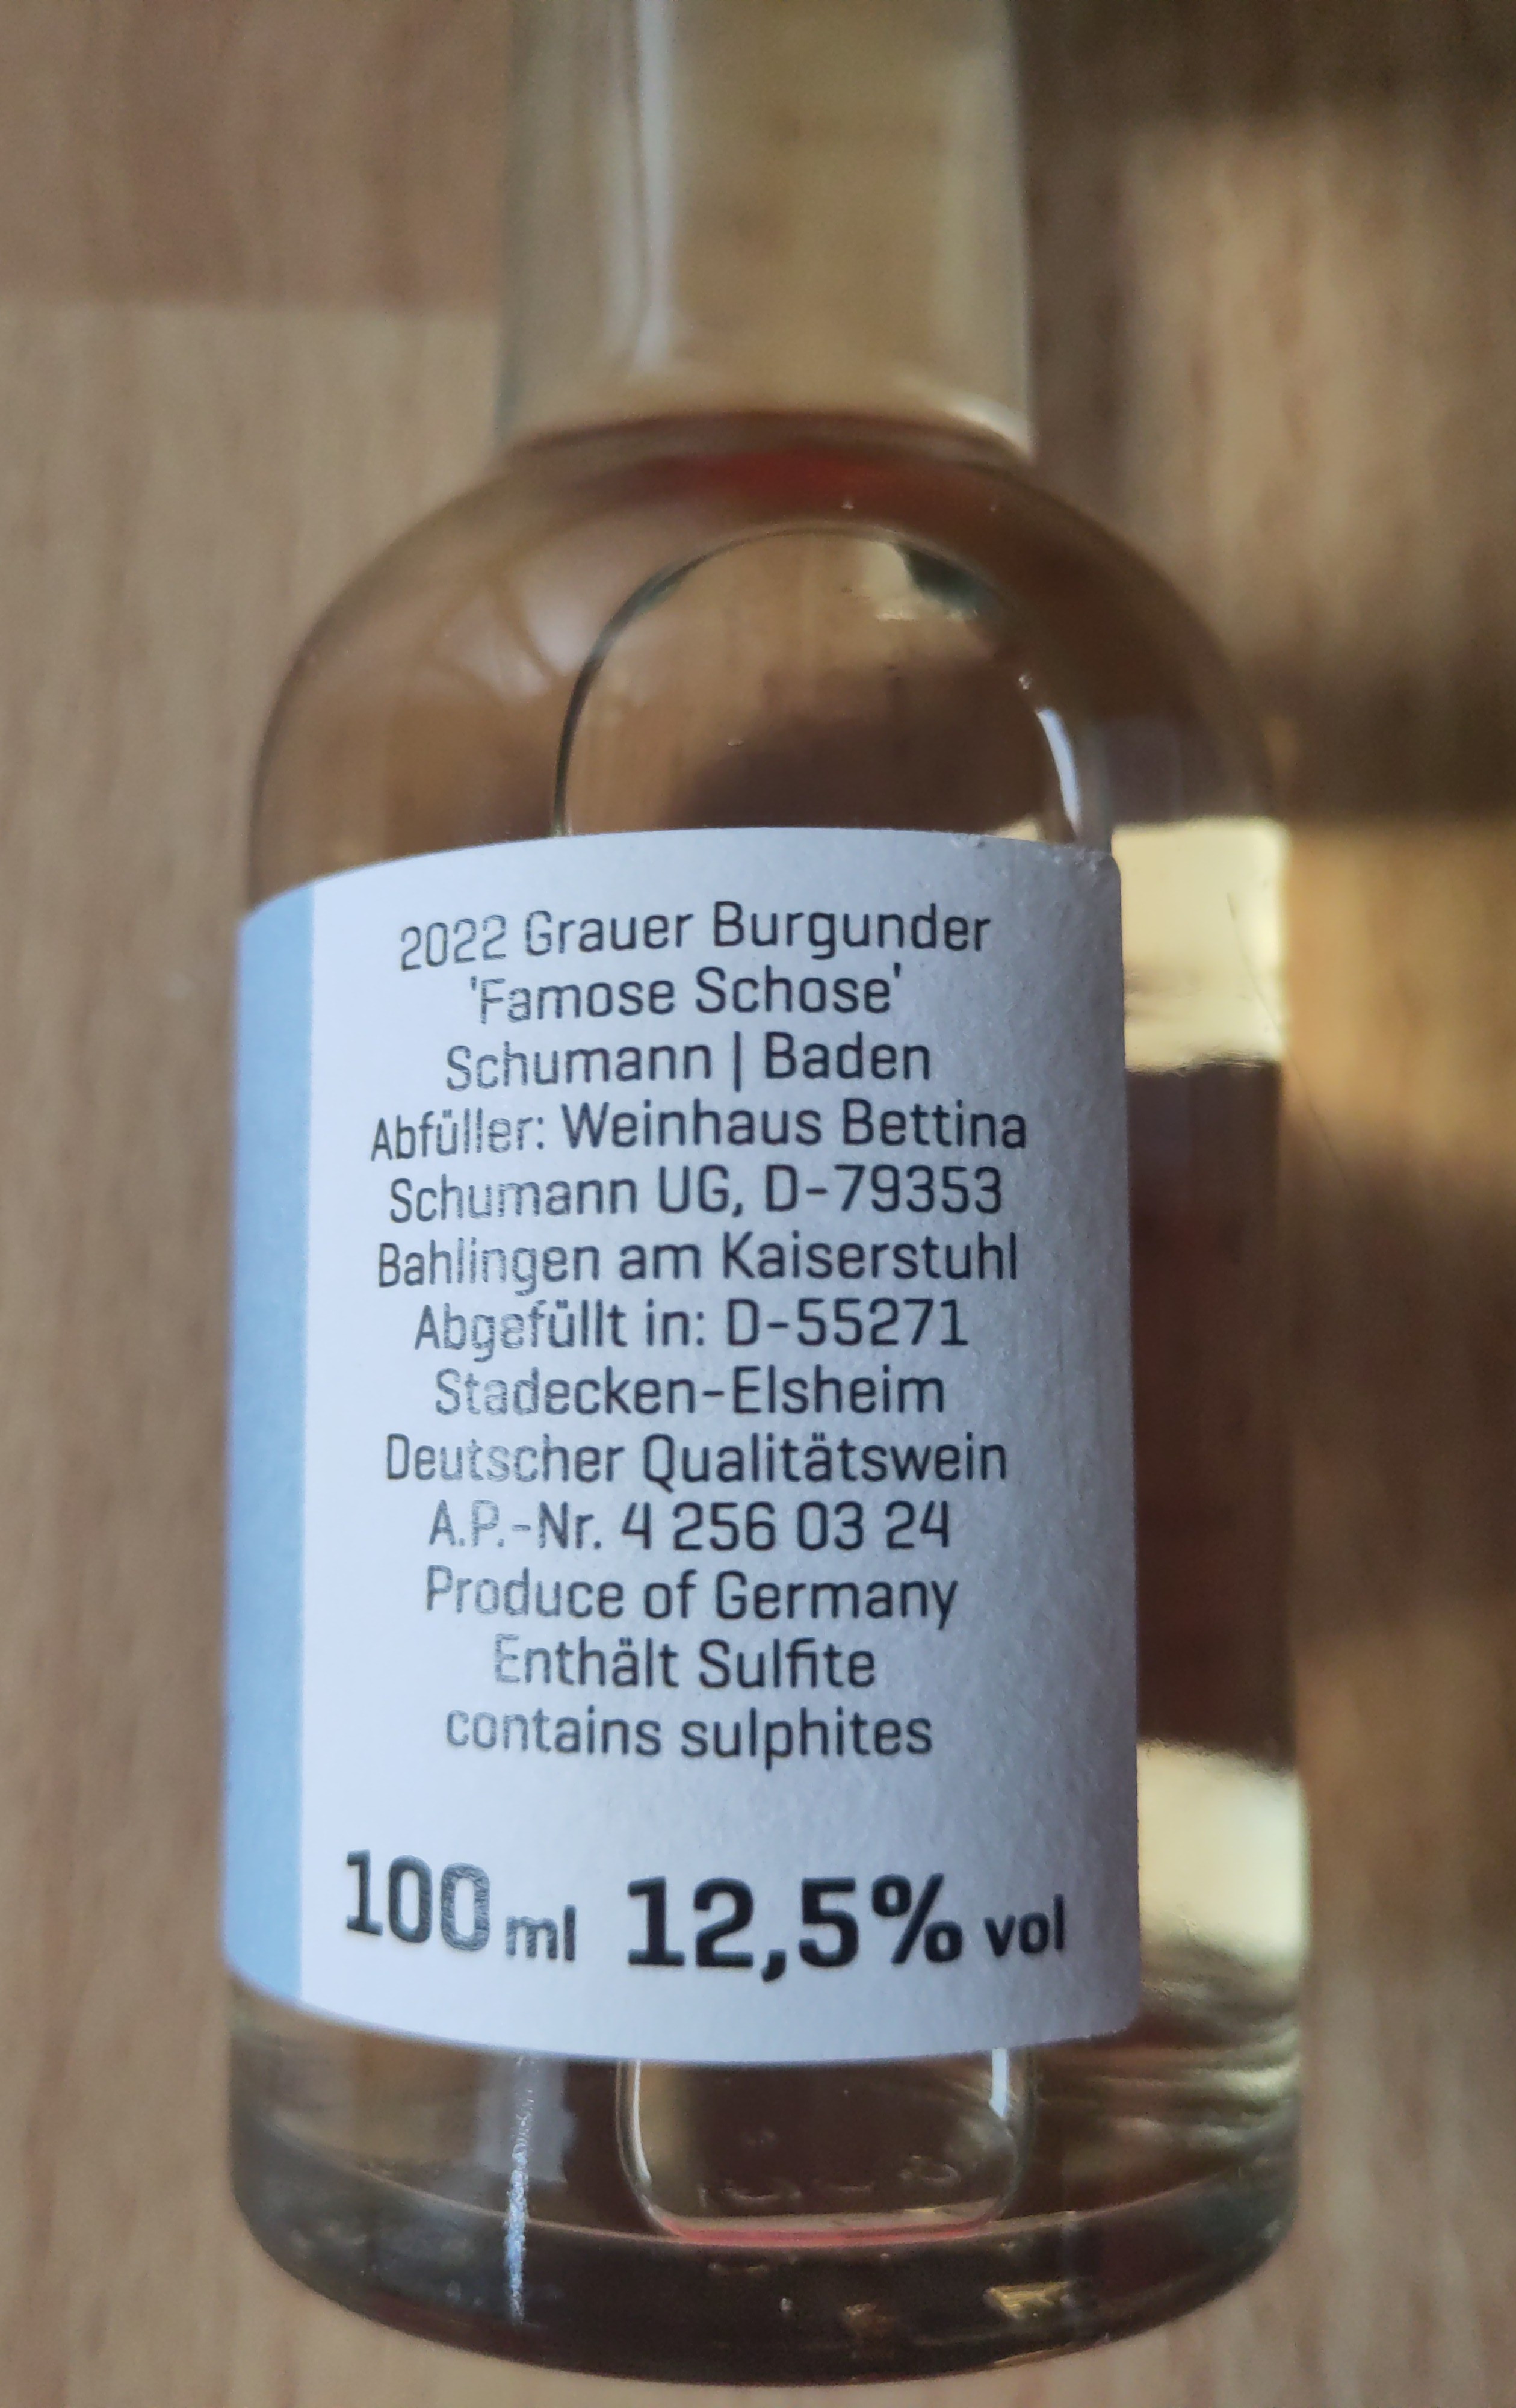 2022 Grauer Burgunder
'Famose Schose'
Schumann | Baden
Abfüller: Weinhaus Bettina
Schumann UG, D-79353
Bahlingen am Kaiserstuhl
Abgefüllt in: D-55271
Stadecken-Elsheim
Deutscher Qualitätswein
A.P.-Nr. 4 256 03 24
Produce of Germany
Enthält Sulfite
contains sulphites
100 ml 12,5% vol